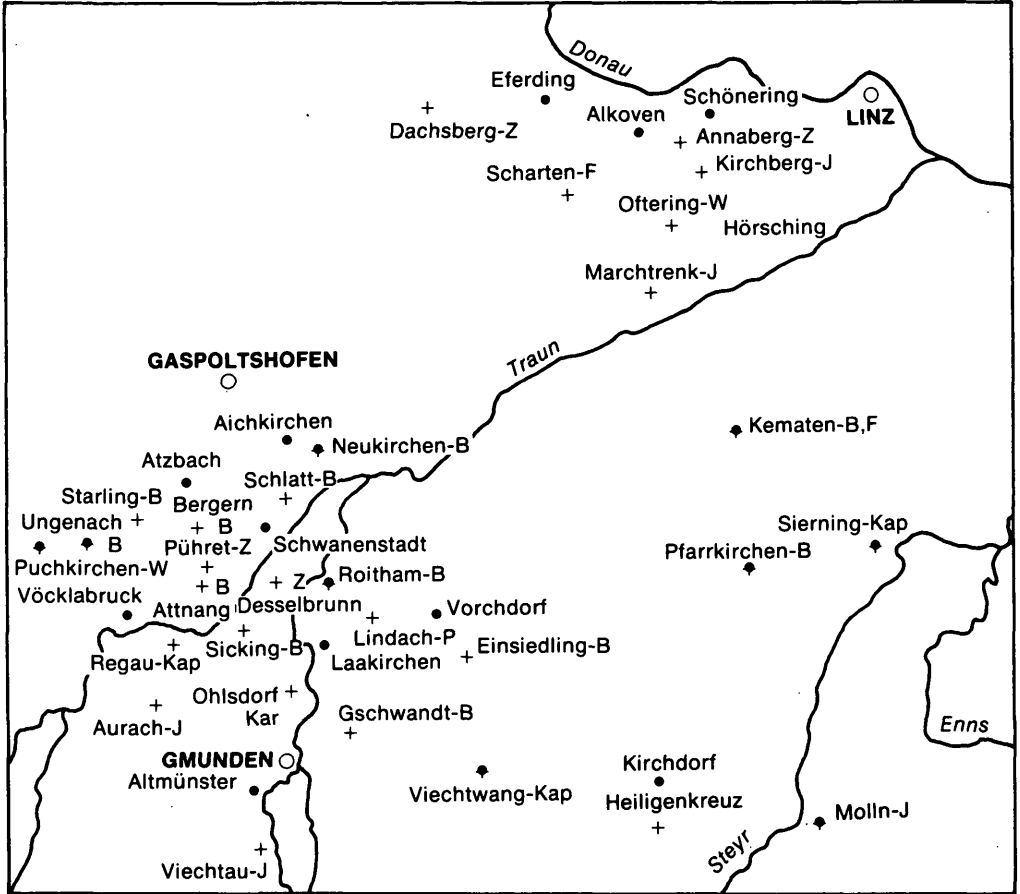 Donau
Eferding
Schönering
Alkoven
LINZ
Dachsberg-Z
Annaberg-Z
Kirchberg-J
Scharten-F
Oftering-W
Hörsching
Marchtrenk-J
Traun
GASPOLTSHOFEN
Aichkirchen
Kematen-B,F
Neukirchen-B
Atzbach
Schlatt-B
Starling-B
Bergern
Ungenach
B
Sierning-Kap
B
Pühret-Z
Schwanenstadt
Pfarrkirchen-B
Puchkirchen-W
Z
Roitham-B
B
Vöcklabruck
Attnang
Desselbrunn
Vorchdorf
Lindach-P
Sicking-B
Einsiedling-B
Regau-Kap
Laakirchen
Ohlsdorf
Kar
Gschwandt-B
Aurach-J
Enns
GMUNDEN
Altmünster
Kirchdorf
Viechtwang-Kap
Heiligenkreuz
Molln-J
Steyr
Viechtau-J